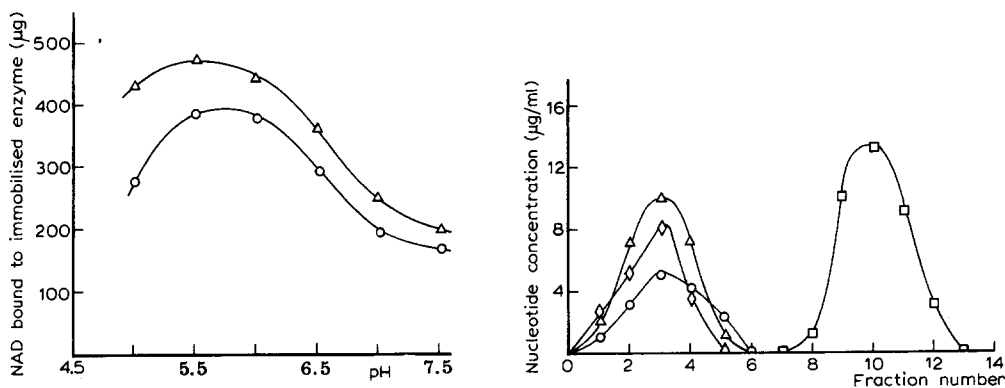 NAD bound to immobilised enzyme (µg)
500
400
300
200
100
4.5 5.5 pH 6.5 7.5
Nucleotide concentration (µg/ml)
16
12
8
4
0 2 4 6 8 10 12 14
Fraction number